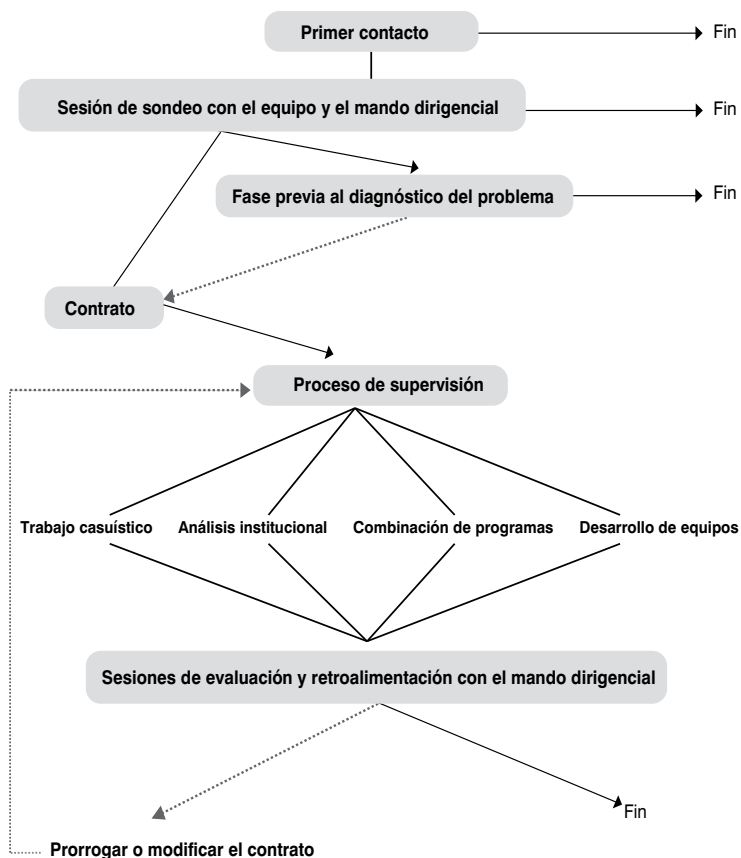 Primer contacto
Fin
Sesión de sondeo con el equipo y el mando dirigencial
Fin
Fase previa al diagnóstico del problema
Fin
Contrato
Proceso de supervisión
Trabajo casuístico
Análisis institucional
Combinación de programas
Desarrollo de equipos
Sesiones de evaluación y retroalimentación con el mando dirigencial
Fin
Prorrogar o modificar el contrato